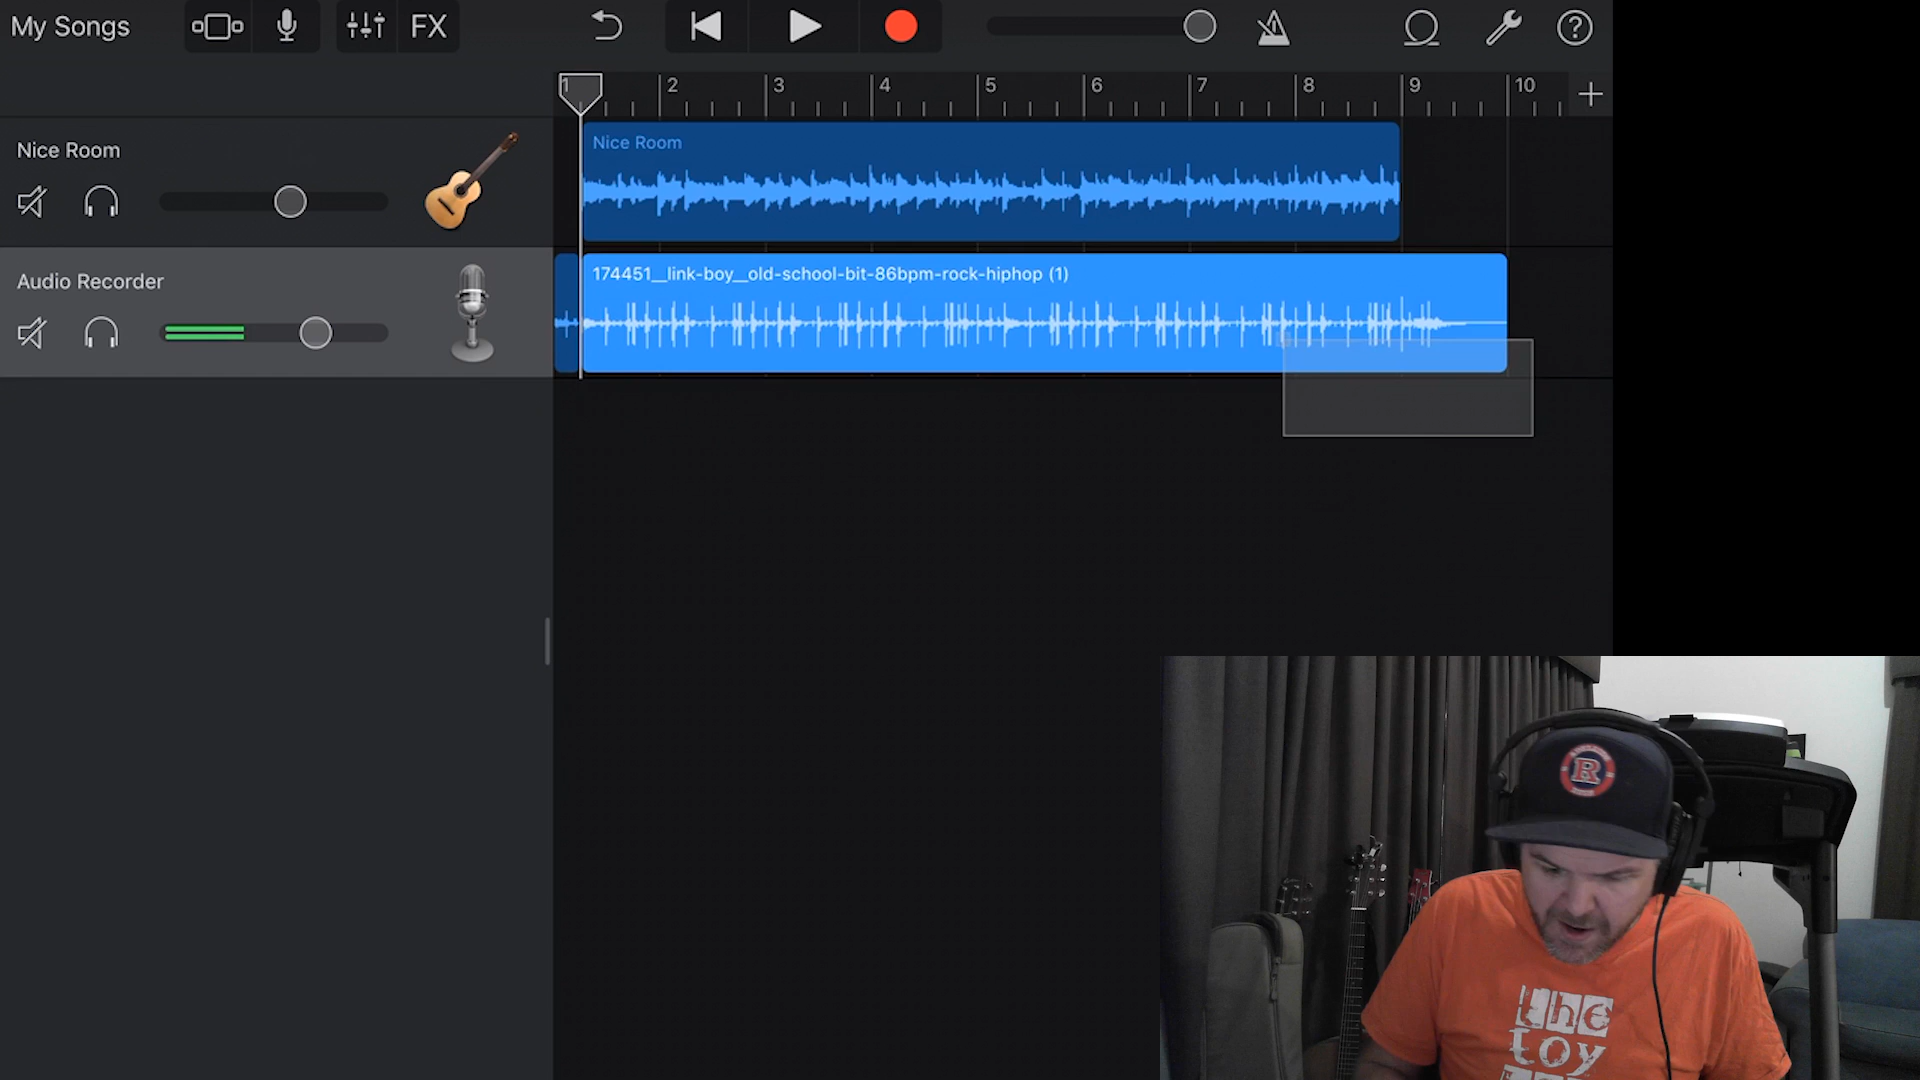 My Songs
FX
1 2 3 4 5 6 7 8 9 10
Nice Room
Nice Room
Audio Recorder
174451__link-boy__old-school-bit-86bpm-rock-hiphop (1)
R
the
toy